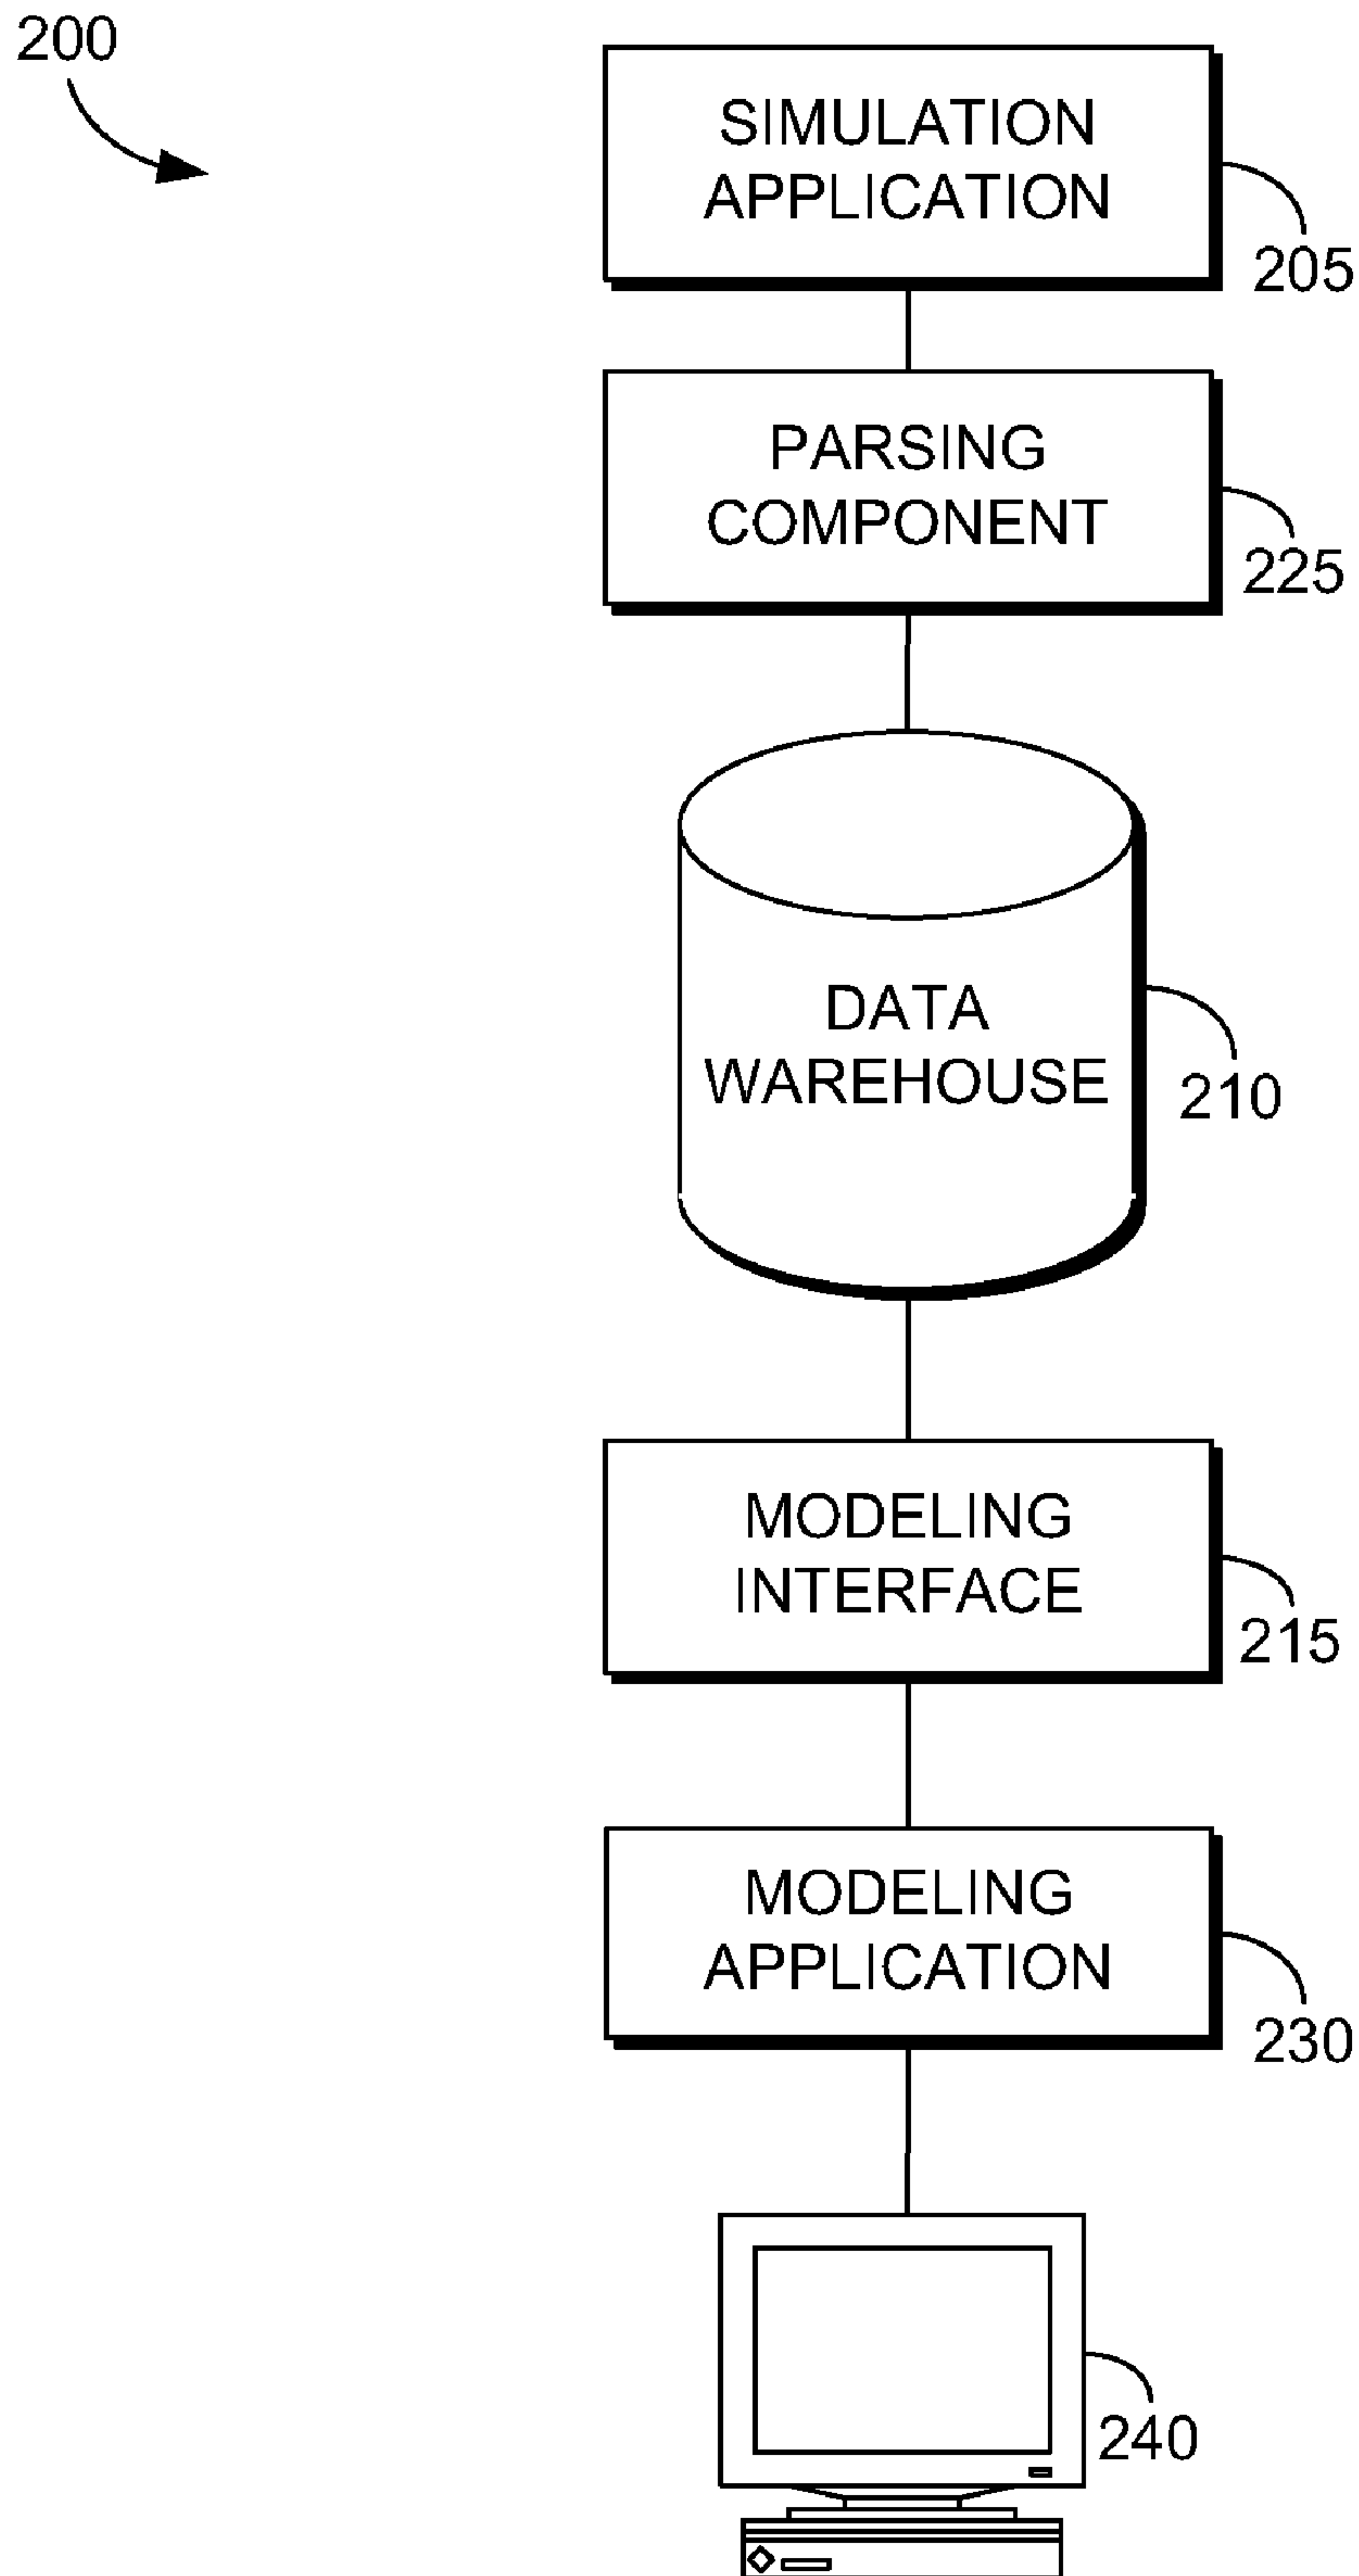 200
SIMULATION
APPLICATION
205
PARSING
COMPONENT
225
DATA
WAREHOUSE
210
MODELING
INTERFACE
215
MODELING
APPLICATION
230
240